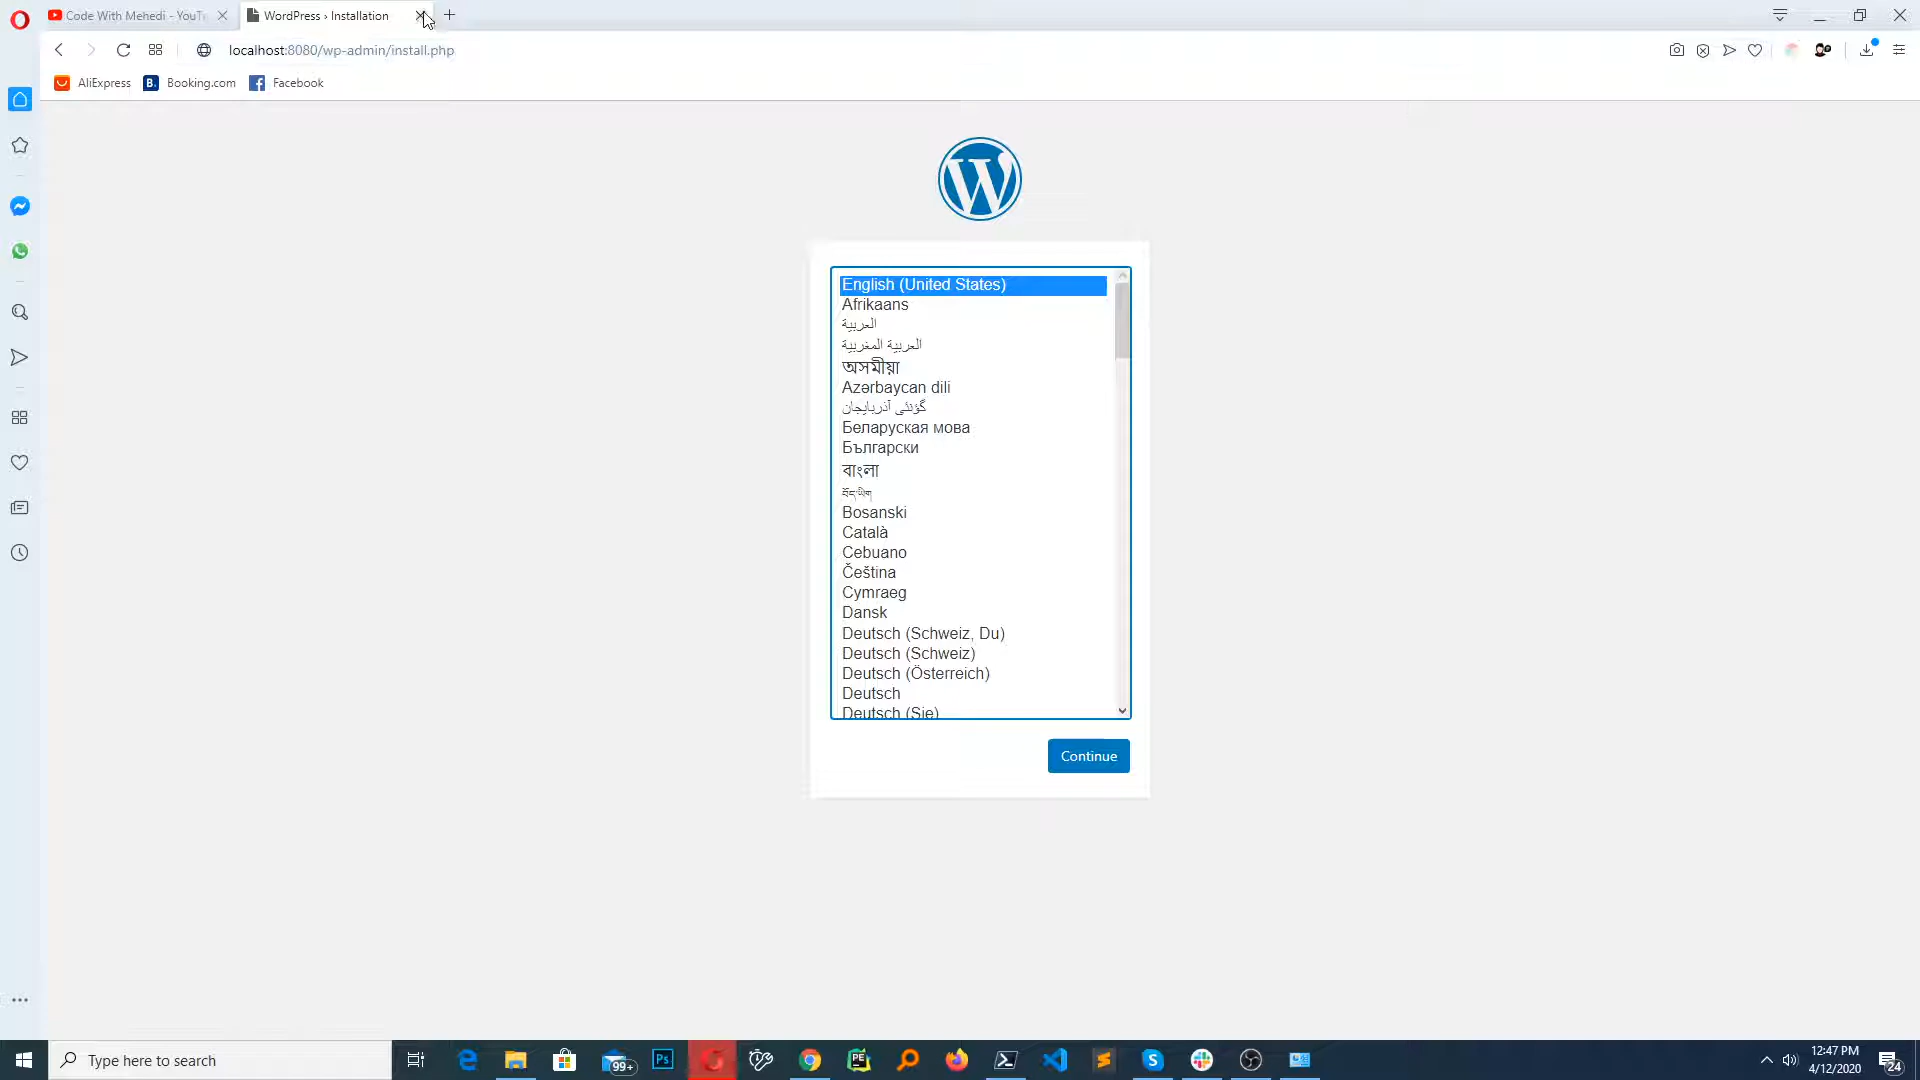 Code With Mehedi - YouT
WordPress › Installation
localhost:8080/wp-admin/install.php
AliExpress
B.
Booking.com
Facebook
English (United States)
Afrikaans
العربية
العربية المغربية
অসমীয়া
Azərbaycan dili
گؤنئی آذربایجان
Беларуская мова
Български
বাংলা
བོད་ཡིག
Bosanski
Català
Cebuano
Čeština
Cymraeg
Dansk
Deutsch (Schweiz, Du)
Deutsch (Schweiz)
Deutsch (Österreich)
Deutsch
Deutsch (Sie)
Continue
Type here to search
99+
Ps
PE
12:47 PM
4/12/2020
24